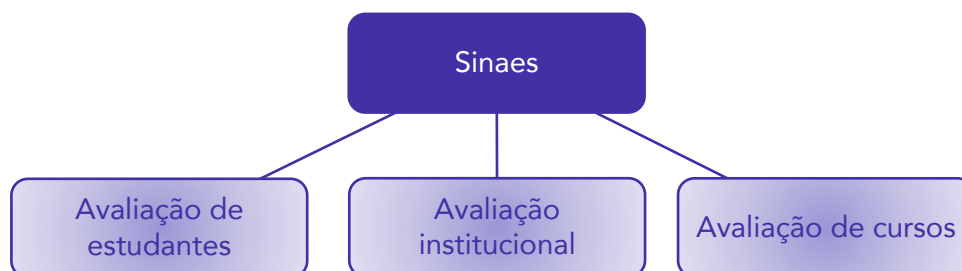 Sinaes
Avaliação de
estudantes
Avaliação
institucional
Avaliação de cursos